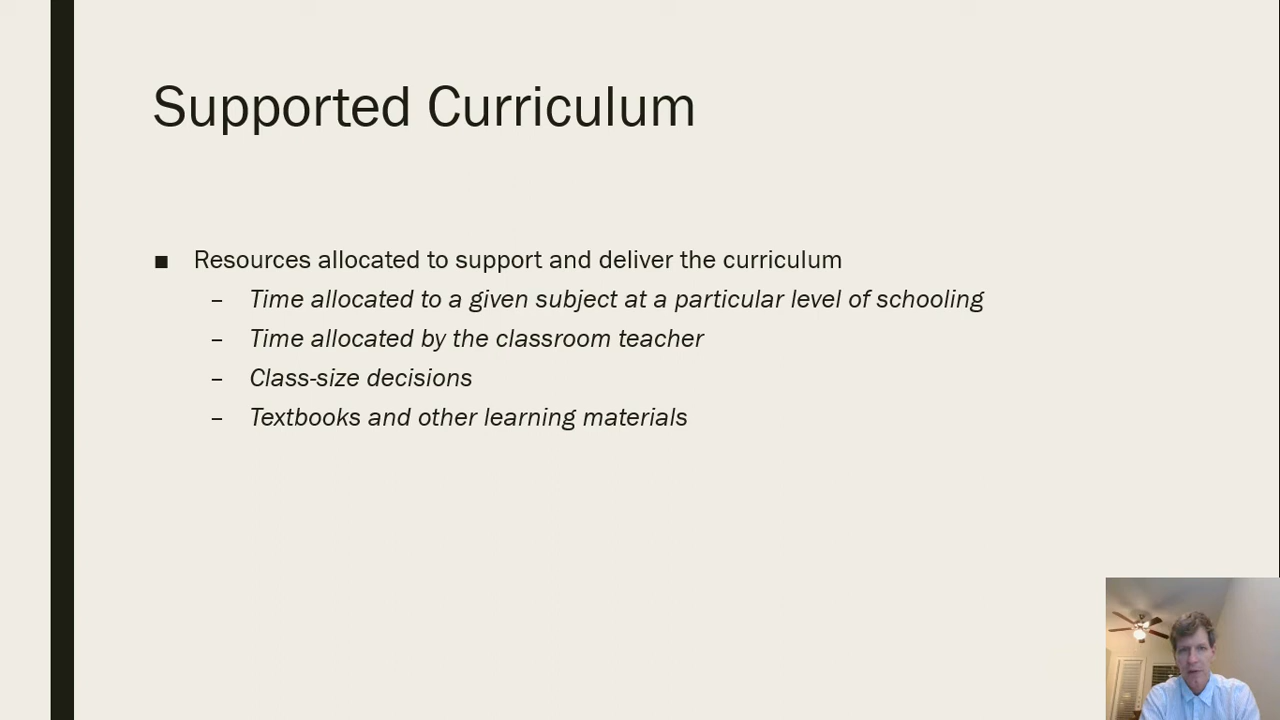 Supported Curriculum
■ Resources allocated to support and deliver the curriculum
– Time allocated to a given subject at a particular level of schooling
– Time allocated by the classroom teacher
– Class-size decisions
– Textbooks and other learning materials